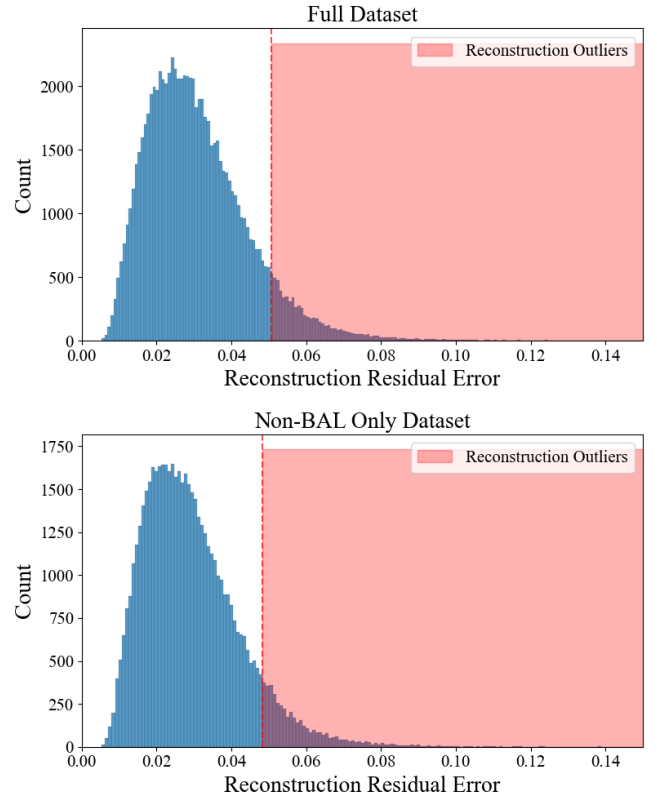 Full Dataset
Reconstruction Outliers
2000
1500
1000
500
0
Count
0.00 0.02 0.04 0.06 0.08 0.10 0.12 0.14
Reconstruction Residual Error
Non-BAL Only Dataset
Reconstruction Outliers
1750
1500
1250
1000
750
500
250
0
Count
0.00 0.02 0.04 0.06 0.08 0.10 0.12 0.14
Reconstruction Residual Error